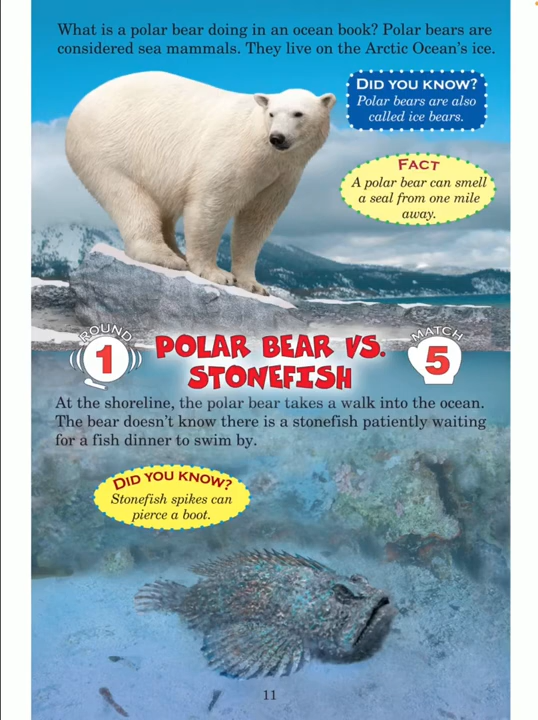 What is a polar bear doing in an ocean book? Polar bears are
considered sea mammals. They live on the Arctic Ocean's ice.
DID YOU KNOW?
Polar bears are also
called ice bears.
FACT
A polar bear can smell
a seal from one mile
away.
ROUND
1
POLAR BEAR VS.
STONEFISH
MATCH
5
At the shoreline, the polar bear takes a walk into the ocean.
The bear doesn't know there is a stonefish patiently waiting
for a fish dinner to swim by.
DID YOU KNOW?
Stonefish spikes can
pierce a boot.
11